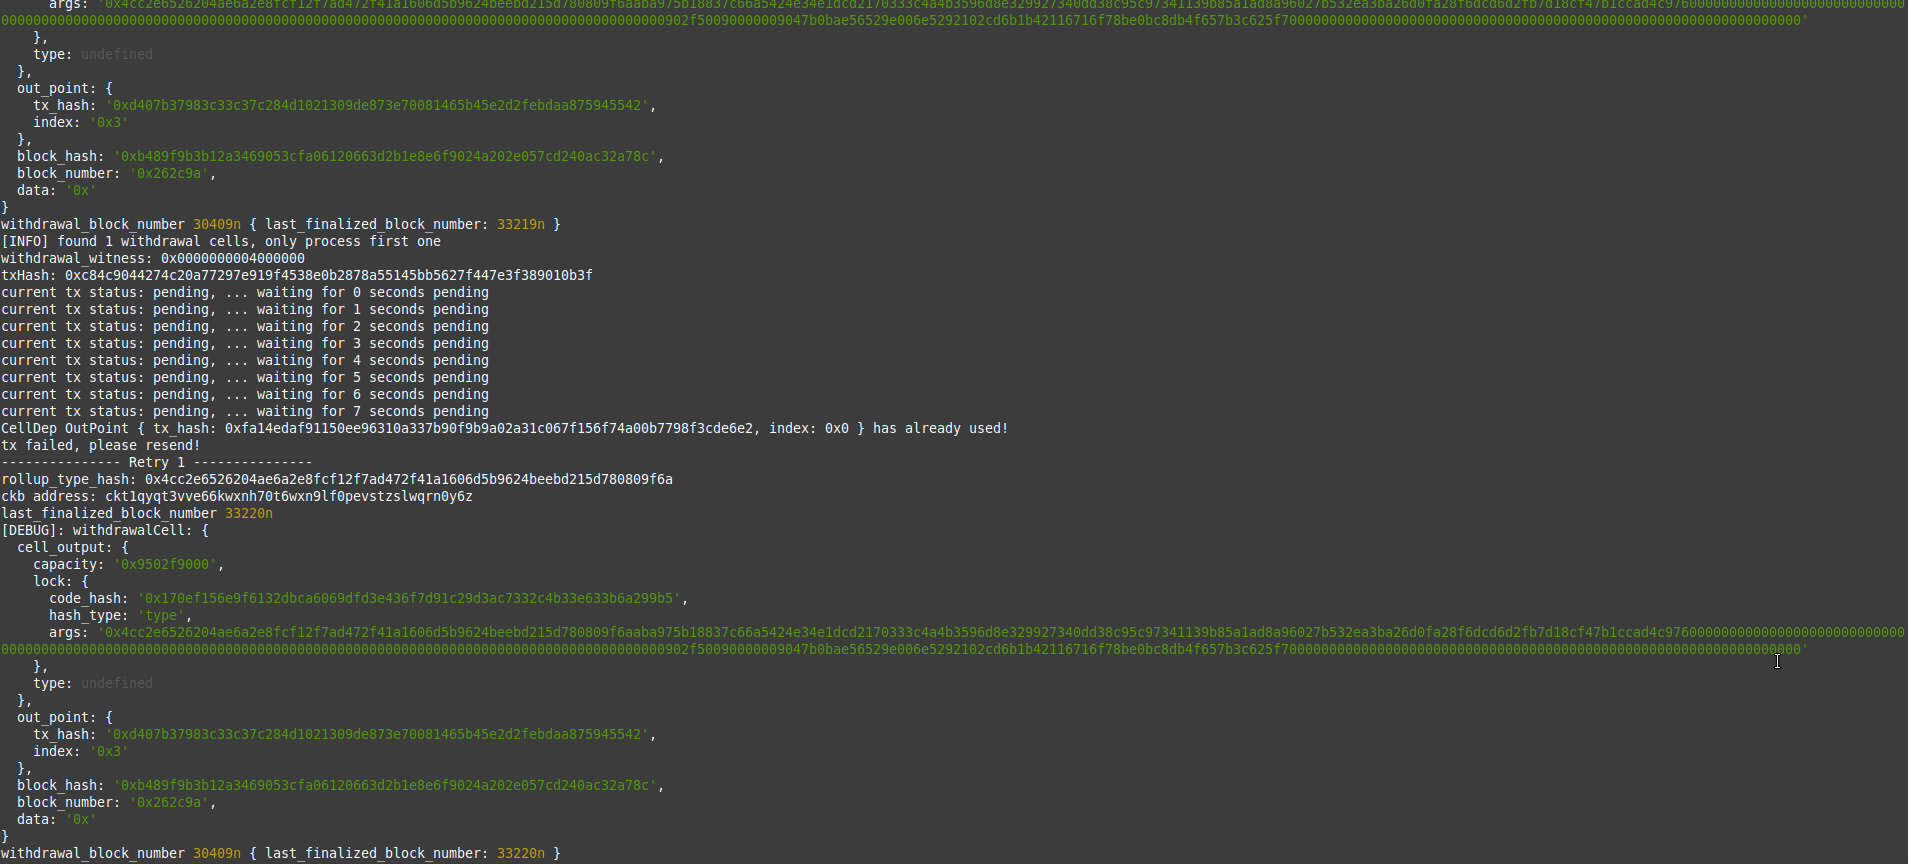 args: '0x4cc2e6526204ae6a2e8fcf12f7ad472f41a1606d5b9624beebd215d780809f6aaba975b18837c66a5424e34e1dcd2170333c4a4b3596d8e329927340dd38c95c97341139b85a1ad8a96027b532ea3ba26d0fa28f6dcd6d2fb7d18cf47b1ccad4c9760000000000000000000000000
00000000000000000000000000000000000000000000000000000000000000000000000000000000000902f50090000009047b0bae56529e006e5292102cd6b1b42116716f78be0bc8db4f657b3c625f70000000000000000000000000000000000000000000000000000000000000000'
},
type: undefined
},
out_point: {
tx_hash: '0xd407b37983c33c37c284d1021309de873e70081465b45e2d2febdaa875945542',
index: '0x3'
},
block_hash: '0xb489f9b3b12a3469053cfa06120663d2b1e8e6f9024a202e057cd240ac32a78c',
block_number: '0x262c9a',
data: '0x'
}
withdrawal_block_number 30409n { last_finalized_block_number: 33219n }
[INFO] found 1 withdrawal cells, only process first one
withdrawal_witness: 0x0000000004000000
txHash: 0xc84c9044274c20a77297e919f4538e0b2878a55145bb5627f447e3f389010b3f
current tx status: pending, ... waiting for 0 seconds pending
current tx status: pending, ... waiting for 1 seconds pending
current tx status: pending, ... waiting for 2 seconds pending
current tx status: pending, ... waiting for 3 seconds pending
current tx status: pending, ... waiting for 4 seconds pending
current tx status: pending, ... waiting for 5 seconds pending
current tx status: pending, ... waiting for 6 seconds pending
current tx status: pending, ... waiting for 7 seconds pending
CellDep OutPoint { tx_hash: 0xfa14edaf91150ee96310a337b90f9b9a02a31c067f156f74a00b7798f3cde6e2, index: 0x0 } has already used!
tx failed, please resend!
--------------- Retry 1 ---------------
rollup_type_hash: 0x4cc2e6526204ae6a2e8fcf12f7ad472f41a1606d5b9624beebd215d780809f6a
ckb address: ckt1qyqt3vve66kwxnh70t6wxn9lf0pevstzslwqrn0y6z
last_finalized_block_number 33220n
[DEBUG]: withdrawalCell: {
cell_output: {
capacity: '0x9502f9000',
lock: {
code_hash: '0x170ef156e9f6132dbca6069dfd3e436f7d91c29d3ac7332c4b33e633b6a299b5',
hash_type: 'type',
args: '0x4cc2e6526204ae6a2e8fcf12f7ad472f41a1606d5b9624beebd215d780809f6aaba975b18837c66a5424e34e1dcd2170333c4a4b3596d8e329927340dd38c95c97341139b85a1ad8a96027b532ea3ba26d0fa28f6dcd6d2fb7d18cf47b1ccad4c9760000000000000000000000000
00000000000000000000000000000000000000000000000000000000000000000000000000000000000902f50090000009047b0bae56529e006e5292102cd6b1b42116716f78be0bc8db4f657b3c625f70000000000000000000000000000000000000000000000000000000000000000'
},
type: undefined
},
out_point: {
tx_hash: '0xd407b37983c33c37c284d1021309de873e70081465b45e2d2febdaa875945542',
index: '0x3'
},
block_hash: '0xb489f9b3b12a3469053cfa06120663d2b1e8e6f9024a202e057cd240ac32a78c',
block_number: '0x262c9a',
data: '0x'
}
withdrawal_block_number 30409n { last_finalized_block_number: 33220n }